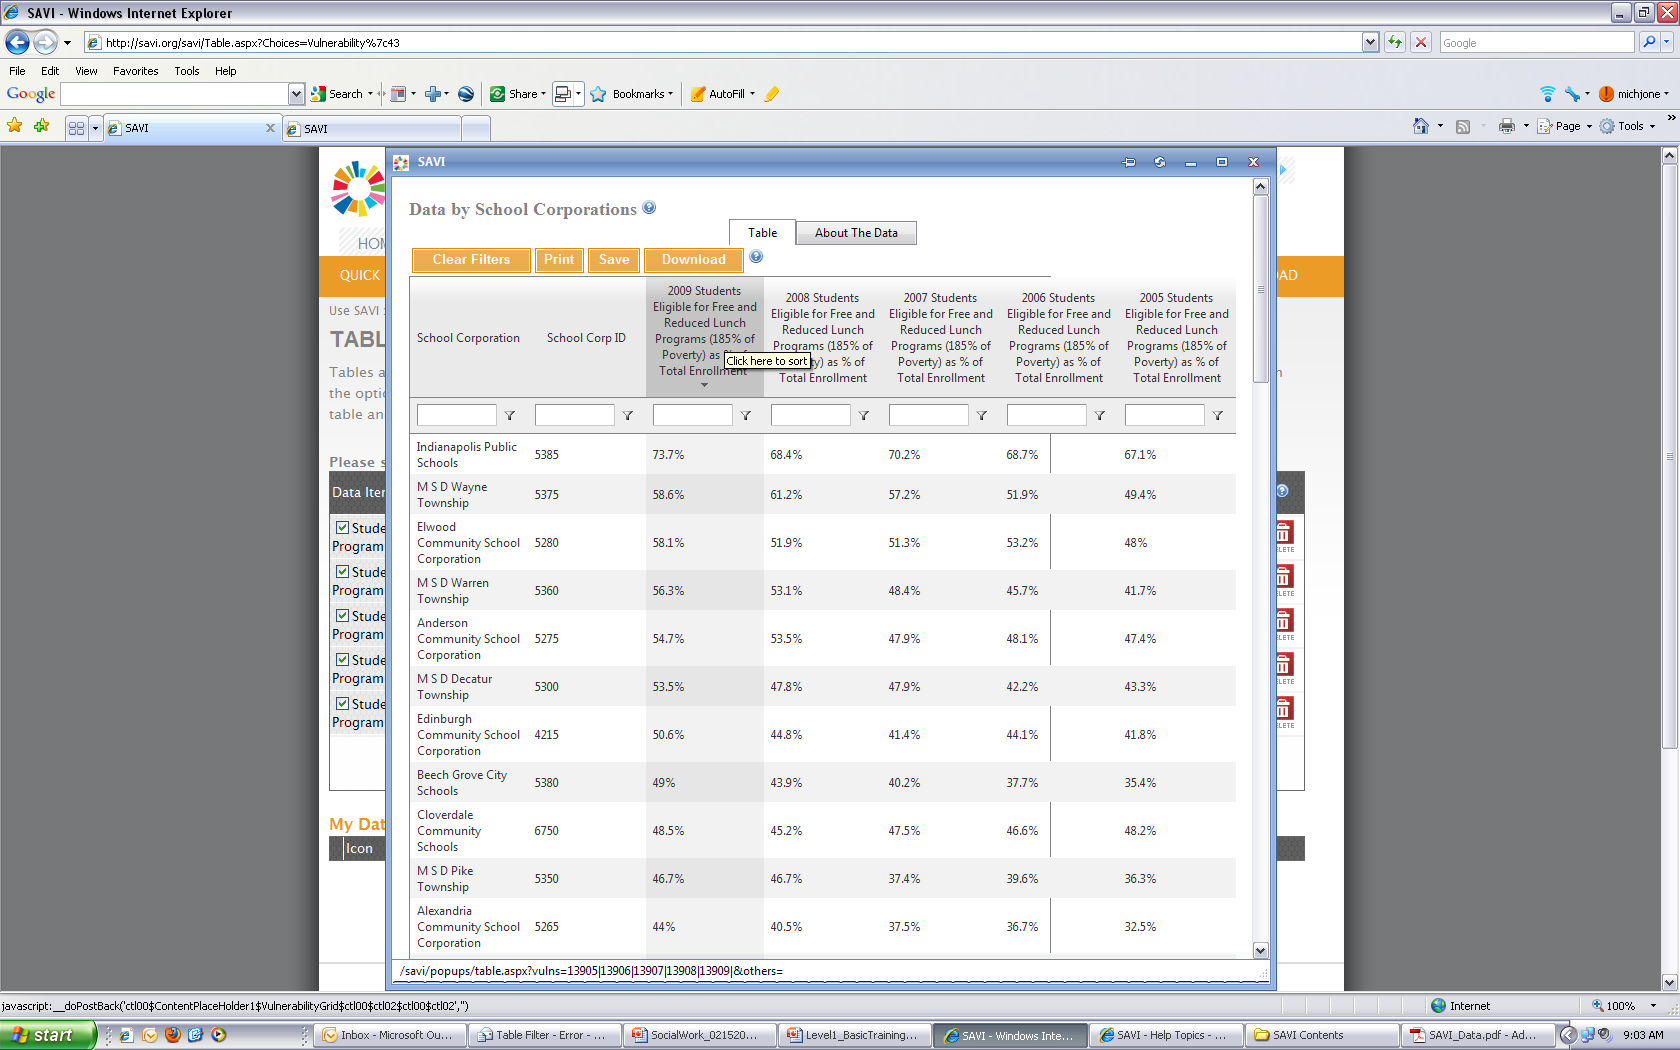 SAVI - Windows Internet Explorer
http://savi.org/savi/Table.aspx?Choices=Vulnerability%7c43
Google
File Edit View Favorites Tools Help
Google Search Share Bookmarks AutoFill michjone
SAVI SAVI Page Tools
SAVI
Data by School Corporations
Table About The Data
HOM
Clear Filters Print Save Download
QUICK OAD
Use SAVI
TABL
Tables a
the optic
table an
School Corporation
School Corp ID
2009 Students
Eligible for Free and
Reduced Lunch
Programs (185% of
Poverty) as % of
Total Enrollment
2008 Students
Eligible for Free and
Reduced Lunch
Programs (185% of
Poverty) as % of
Total Enrollment
2007 Students
Eligible for Free and
Reduced Lunch
Programs (185% of
Poverty) as % of
Total Enrollment
2006 Students
Eligible for Free and
Reduced Lunch
Programs (185% of
Poverty) as % of
Total Enrollment
2005 Students
Eligible for Free and
Reduced Lunch
Programs (185% of
Poverty) as % of
Total Enrollment
Click here to sort
Indianapolis Public
Schools
5385 73.7% 68.4% 70.2% 68.7% 67.1%
M S D Wayne
Township
5375 58.6% 61.2% 57.2% 51.9% 49.4%
Elwood
Community School
Corporation
5280 58.1% 51.9% 51.3% 53.2% 48%
M S D Warren
Township
5360 56.3% 53.1% 48.4% 45.7% 41.7%
Anderson
Community School
Corporation
5275 54.7% 53.5% 47.9% 48.1% 47.4%
M S D Decatur
Township
5300 53.5% 47.8% 47.9% 42.2% 43.3%
Edinburgh
Community School
Corporation
4215 50.6% 44.8% 41.4% 44.1% 41.8%
Beech Grove City
Schools
5380 49% 43.9% 40.2% 37.7% 35.4%
Cloverdale
Community
Schools
6750 48.5% 45.2% 47.5% 46.6% 48.2%
M S D Pike
Township
5350 46.7% 46.7% 37.4% 39.6% 36.3%
Alexandria
Community School
Corporation
5265 44% 40.5% 37.5% 36.7% 32.5%
Please s
Data Iter
Stude
Program
Stude
Program
Stude
Program
Stude
Program
Stude
Program
ELETE
ELETE
ELETE
ELETE
ELETE
My Dat
Icon
/savi/popups/table.aspx?vulns=13905|13906|13907|13908|13909|&others=
javascript:__doPostBack('ctl00$ContentPlaceHolder1$VulnerabilityGrid$ctl00$ctl02$ctl00$ctl02','') Internet 100%
start Inbox - Microsoft Ou... Table Filter - Error - ... SocialWork_021520... Level1_BasicTraining... SAVI - Windows Inte... SAVI - Help Topics - ... SAVI Contents SAVI_Data.pdf - Ad... 9:03 AM